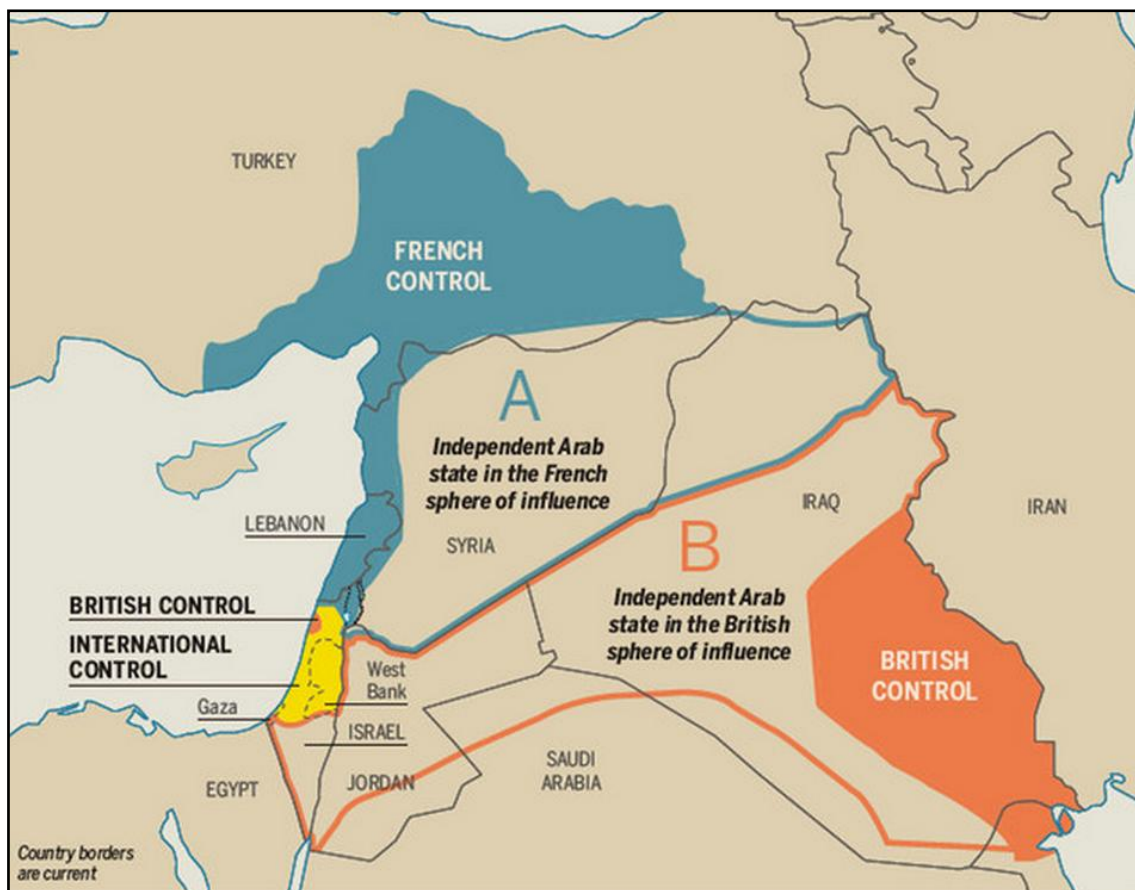 TURKEY
FRENCH
CONTROL
A
Independent Arab
state in the French
sphere of influence
LEBANON
SYRIA
IRAQ
IRAN
B
Independent Arab
state in the British
sphere of influence
BRITISH CONTROL
INTERNATIONAL
CONTROL
BRITISH
CONTROL
West
Bank
Gaza
ISRAEL
EGYPT
JORDAN
SAUDI
ARABIA
Country borders
are current